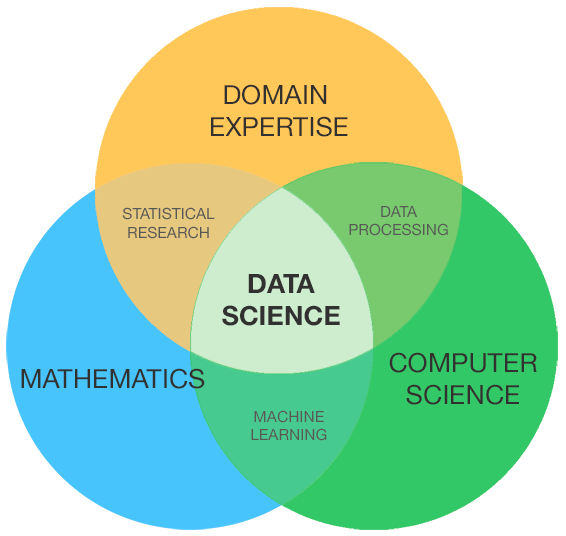 DOMAIN
EXPERTISE
STATISTICAL
RESEARCH
DATA
PROCESSING
DATA
SCIENCE
MATHEMATICS
COMPUTER
SCIENCE
MACHINE
LEARNING